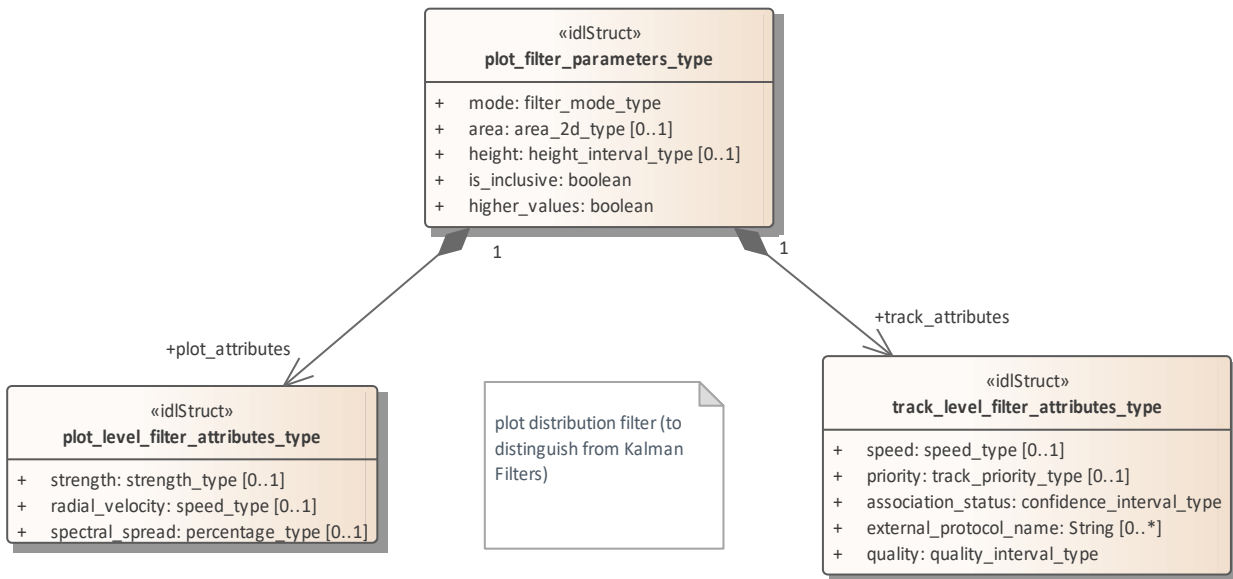 «idlStruct»
plot_filter_parameters_type
+ mode: filter_mode_type
+ area: area_2d_type [0..1]
+ height: height_interval_type [0..1]
+ is_inclusive: boolean
+ higher_values: boolean
1
1
+track_attributes
+plot_attributes
«idlStruct»
plot_level_filter_attributes_type
+ strength: strength_type [0..1]
+ radial_velocity: speed_type [0..1]
+ spectral_spread: percentage_type [0..1]
plot distribution filter (to
distinguish from Kalman
Filters)
«idlStruct»
track_level_filter_attributes_type
+ speed: speed_type [0..1]
+ priority: track_priority_type [0..1]
+ association_status: confidence_interval_type
+ external_protocol_name: String [0..*]
+ quality: quality_interval_type